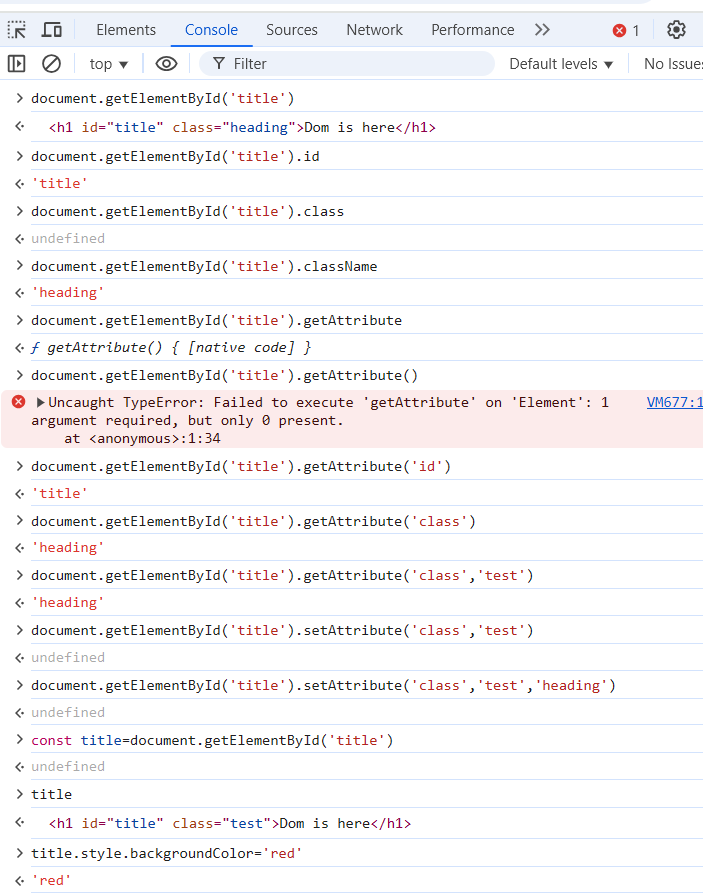 Elements Console Sources Network Performance 1
top Filter Default levels No Issues
document.getElementById('title')
<h1 id="title" class="heading">Dom is here</h1>
document.getElementById('title').id
'title'
document.getElementById('title').class
undefined
document.getElementById('title').className
'heading'
document.getElementById('title').getAttribute
ƒ getAttribute() { [native code] }
document.getElementById('title').getAttribute()
Uncaught TypeError: Failed to execute 'getAttribute' on 'Element': 1 VM677:1
argument required, but only 0 present.
at <anonymous>:1:34
document.getElementById('title').getAttribute('id')
'title'
document.getElementById('title').getAttribute('class')
'heading'
document.getElementById('title').getAttribute('class','test')
'heading'
document.getElementById('title').setAttribute('class','test')
undefined
document.getElementById('title').setAttribute('class','test','heading')
undefined
const title=document.getElementById('title')
undefined
title
<h1 id="title" class="test">Dom is here</h1>
title.style.backgroundColor='red'
'red'